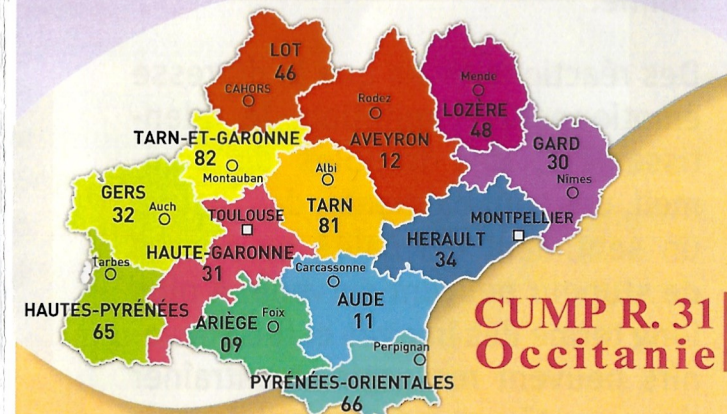 LOT
46
CAHORS
Rodez
AVEYRON
12
Mende
LOZÈRE
48
GARD
30
Nîmes
TARN-ET-GARONNE
82
Montauban
Albi
TARN
81
GERS
32
Auch
TOULOUSE
HAUTE-GARONNE
31
MONTPELLIER
HERAULT
34
Tarbes
HAUTES-PYRÉNÉES
65
ARIÈGE
09
Foix
Carcassonne
AUDE
11
Perpignan
PYRÉNÉES-ORIENTALES
66
CUMP R. 31
Occitanie